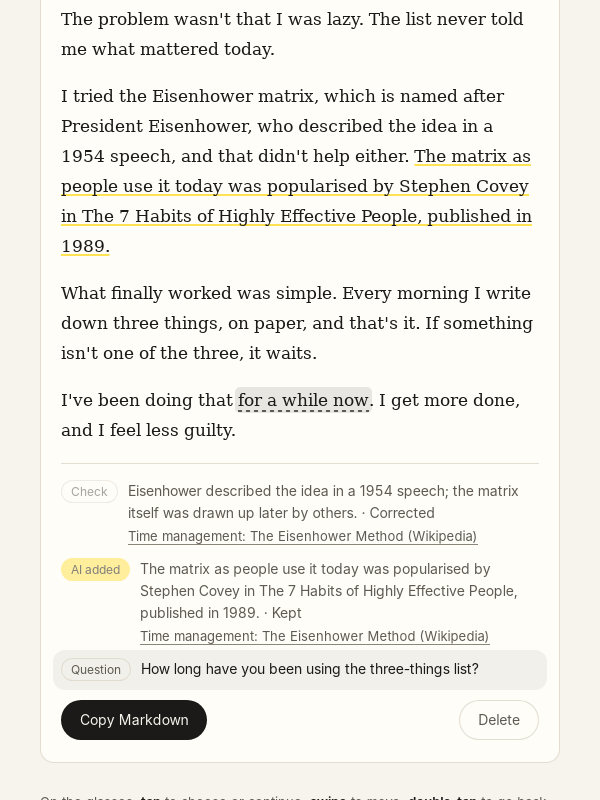 The problem wasn't that I was lazy. The list never told
me what mattered today.
I tried the Eisenhower matrix, which is named after
President Eisenhower, who described the idea in a
1954 speech, and that didn't help either. The matrix as
people use it today was popularised by Stephen Covey
in The 7 Habits of Highly Effective People, published in
1989.
What finally worked was simple. Every morning I write
down three things, on paper, and that's it. If something
isn't one of the three, it waits.
I've been doing that for a while now. I get more done,
and I feel less guilty.
Check
Eisenhower described the idea in a 1954 speech; the matrix
itself was drawn up later by others. · Corrected
Time management: The Eisenhower Method (Wikipedia)
AI added
The matrix as people use it today was popularised by
Stephen Covey in The 7 Habits of Highly Effective People,
published in 1989. · Kept
Time management: The Eisenhower Method (Wikipedia)
Question How long have you been using the three-things list?
Copy Markdown Delete